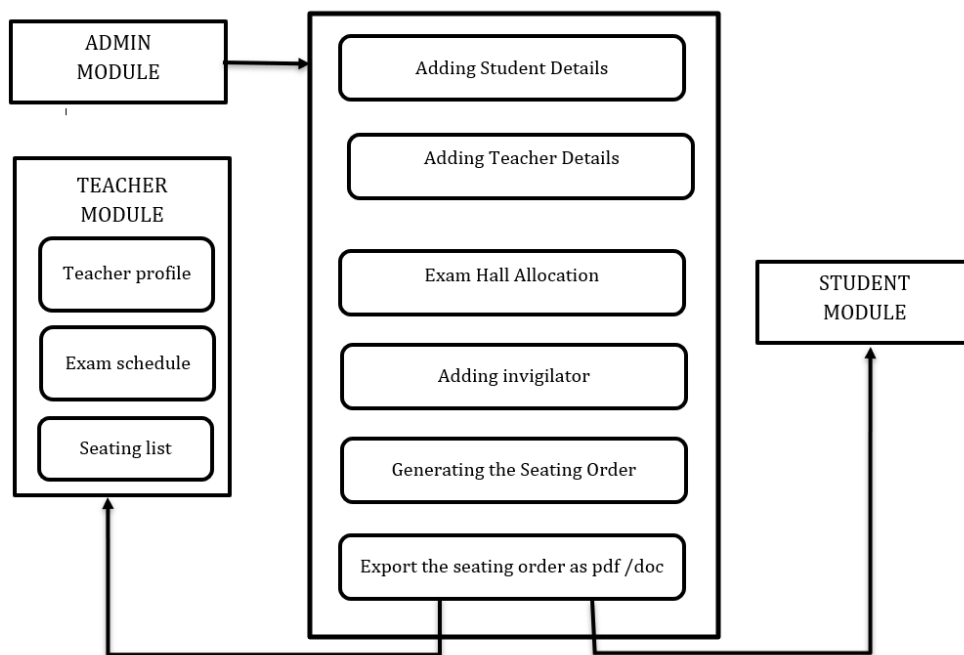 ADMIN
MODULE
TEACHER
MODULE
Teacher profile
Exam schedule
Seating list
Adding Student Details
Adding Teacher Details
Exam Hall Allocation
Adding invigilator
Generating the Seating Order
Export the seating order as pdf /doc
STUDENT
MODULE